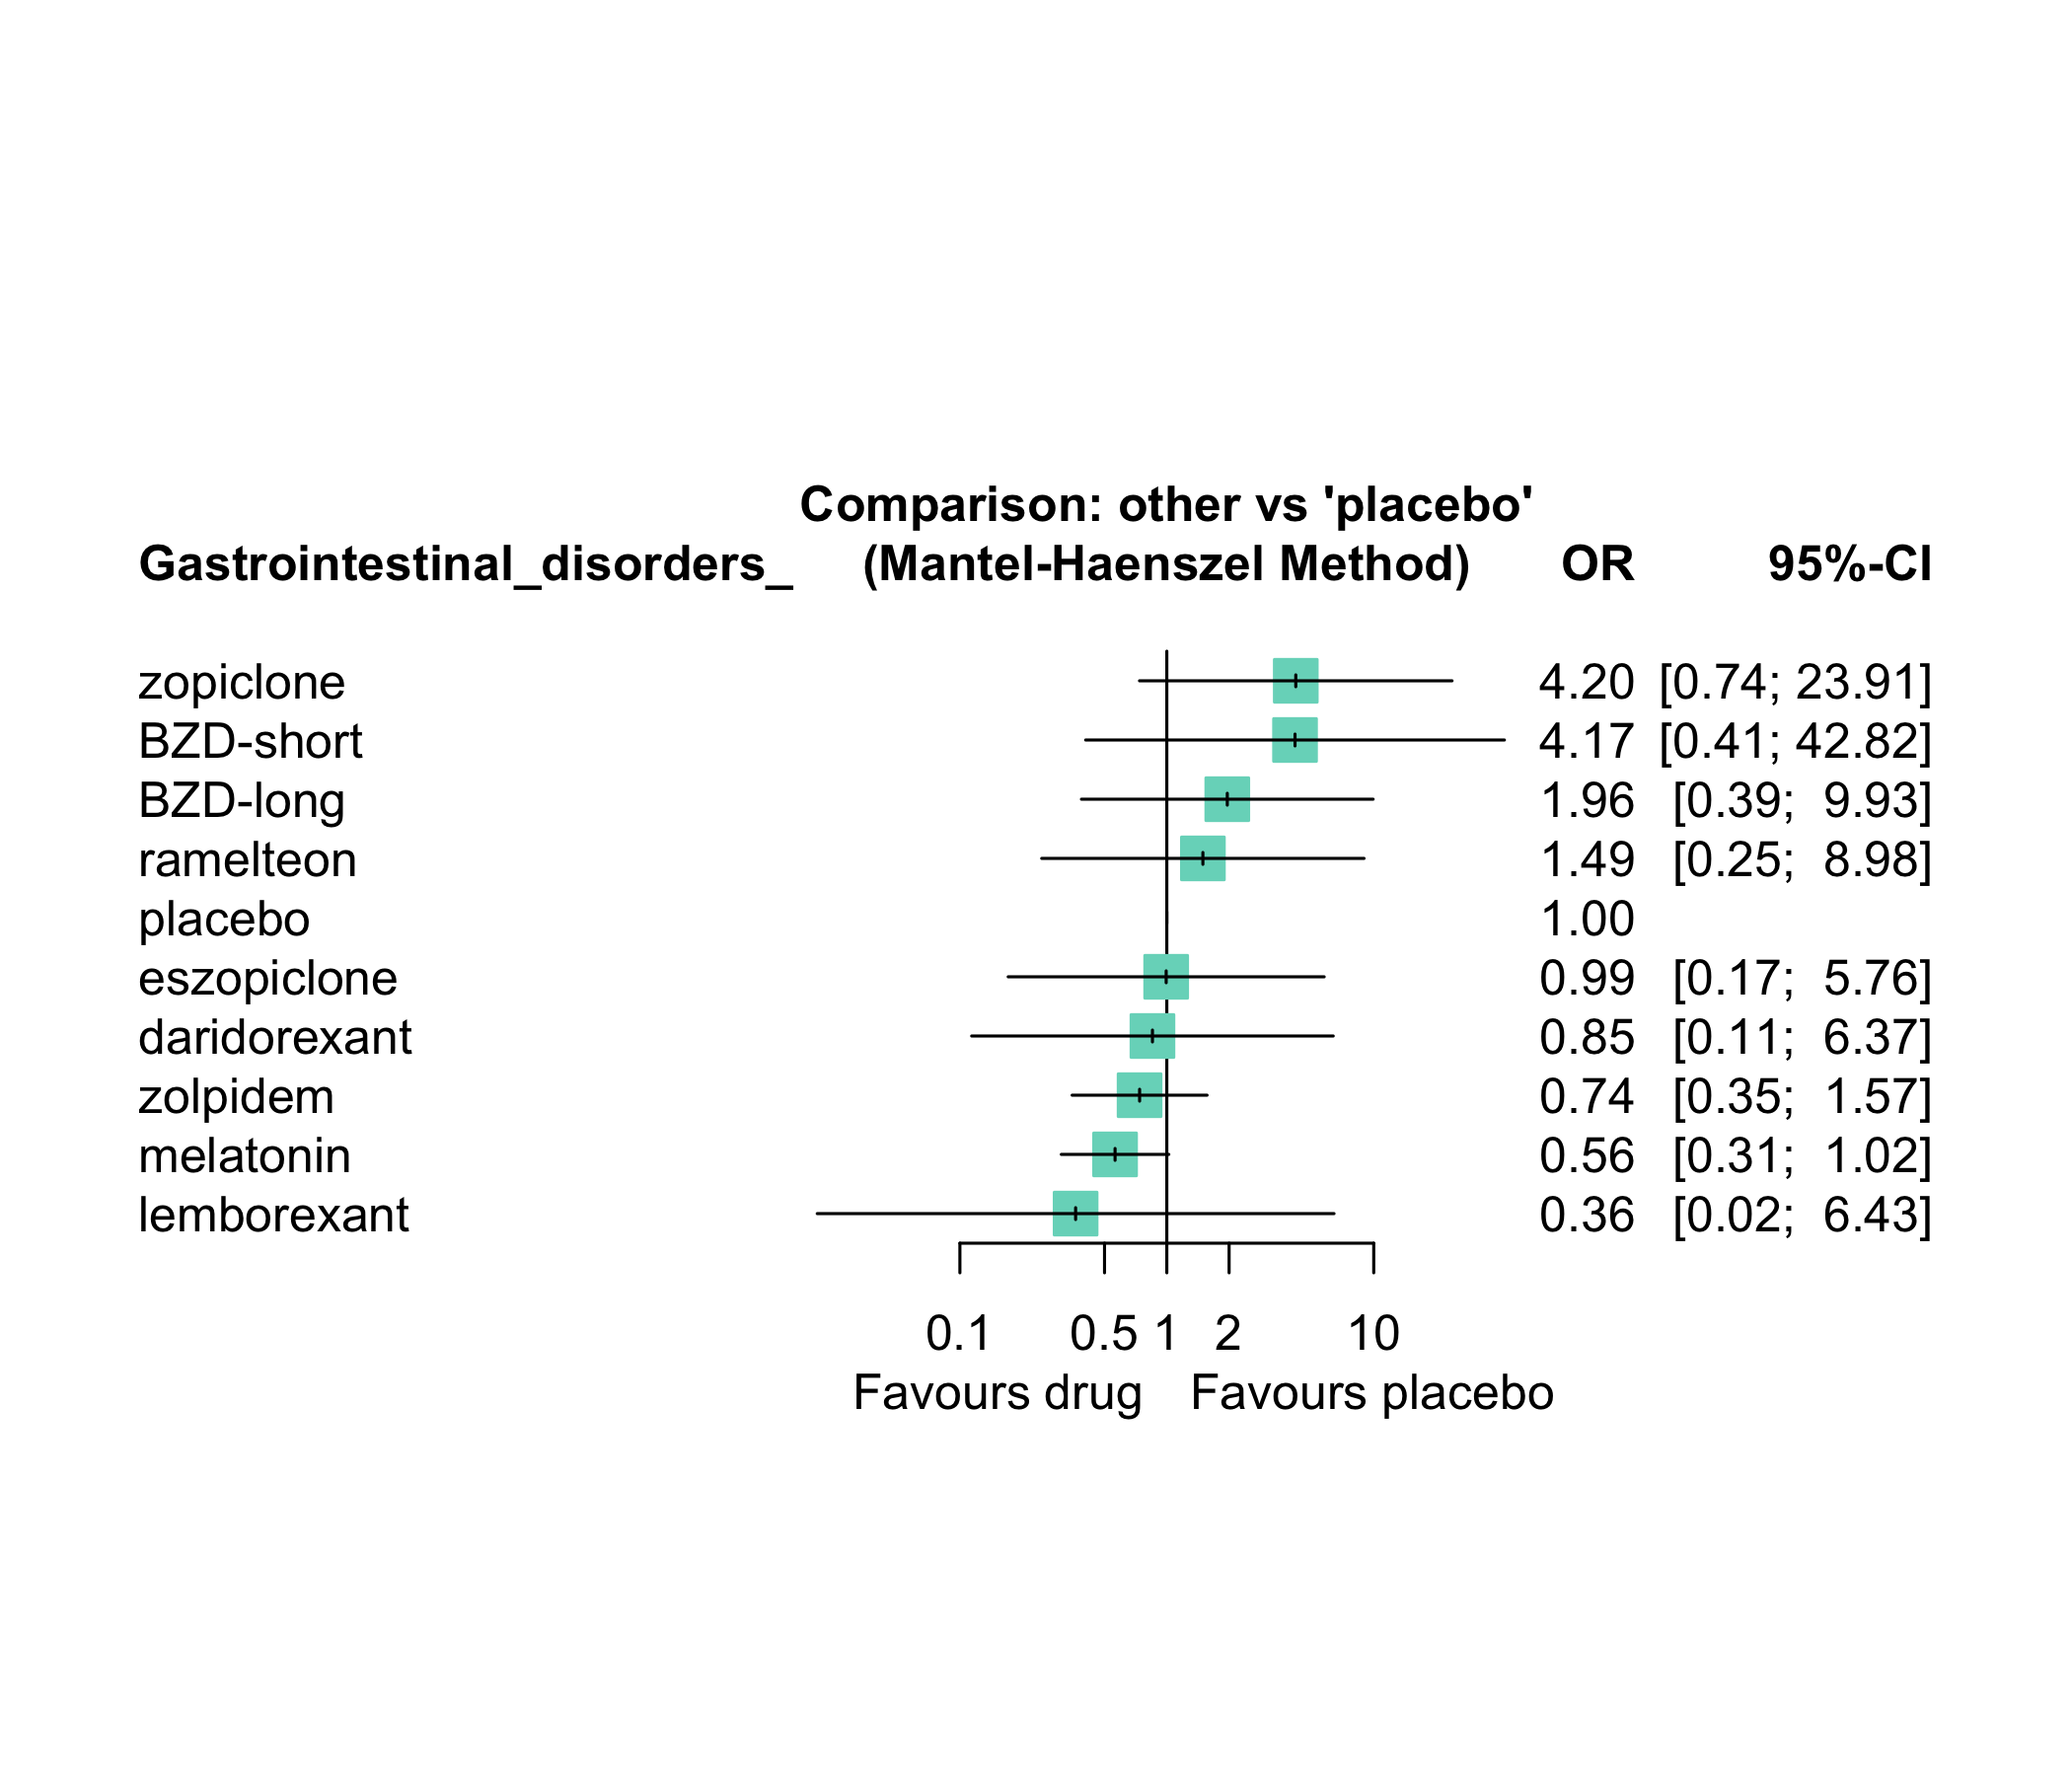 Comparison: other vs 'placebo'
Gastrointestinal_disorders_ (Mantel-Haenszel Method) OR 95%-CI
zopiclone 4.20 [0.74; 23.91]
BZD-short 4.17 [0.41; 42.82]
BZD-long 1.96 [0.39; 9.93]
ramelteon 1.49 [0.25; 8.98]
placebo 1.00
eszopiclone 0.99 [0.17; 5.76]
daridorexant 0.85 [0.11; 6.37]
zolpidem 0.74 [0.35; 1.57]
melatonin 0.56 [0.31; 1.02]
lemborexant 0.36 [0.02; 6.43]
0.1 0.5 1 2 10
Favours drug Favours placebo